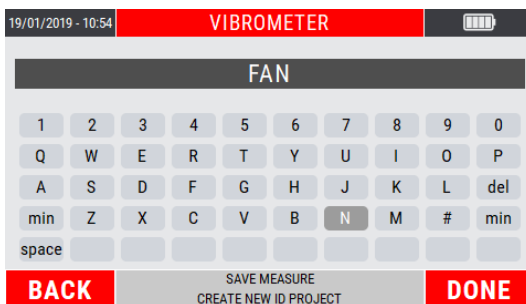 19/01/2019 - 10:54 VIBROMETER
FAN
1 2 3 4 5 6 7 8 9 0
Q W E R T Y U I O P
A S D F G H J K L del
min Z X C V B N M # min
space
BACK SAVE MEASURE DONE
CREATE NEW ID PROJECT